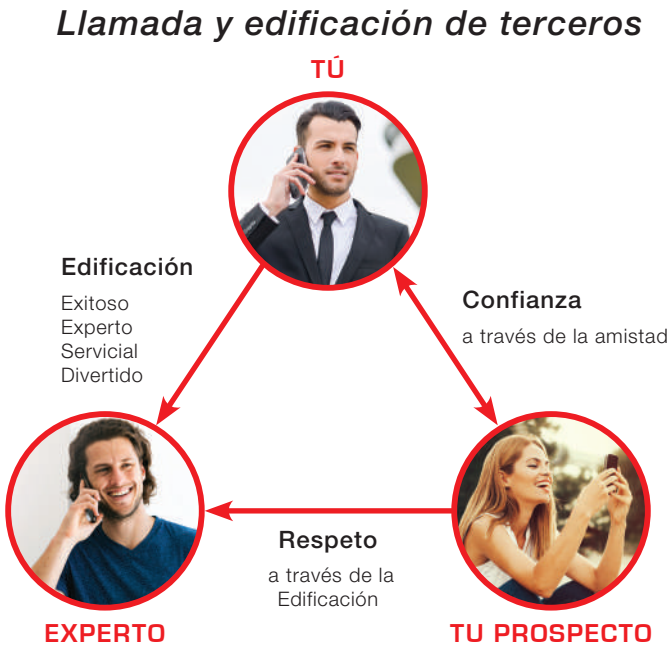 Llamada y edificación de terceros
TÚ
Edificación
Exitoso
Experto
Servicial
Divertido
Confianza
a través de la amistad
Respeto
a través de la
Edificación
EXPERTO
TU PROSPECTO